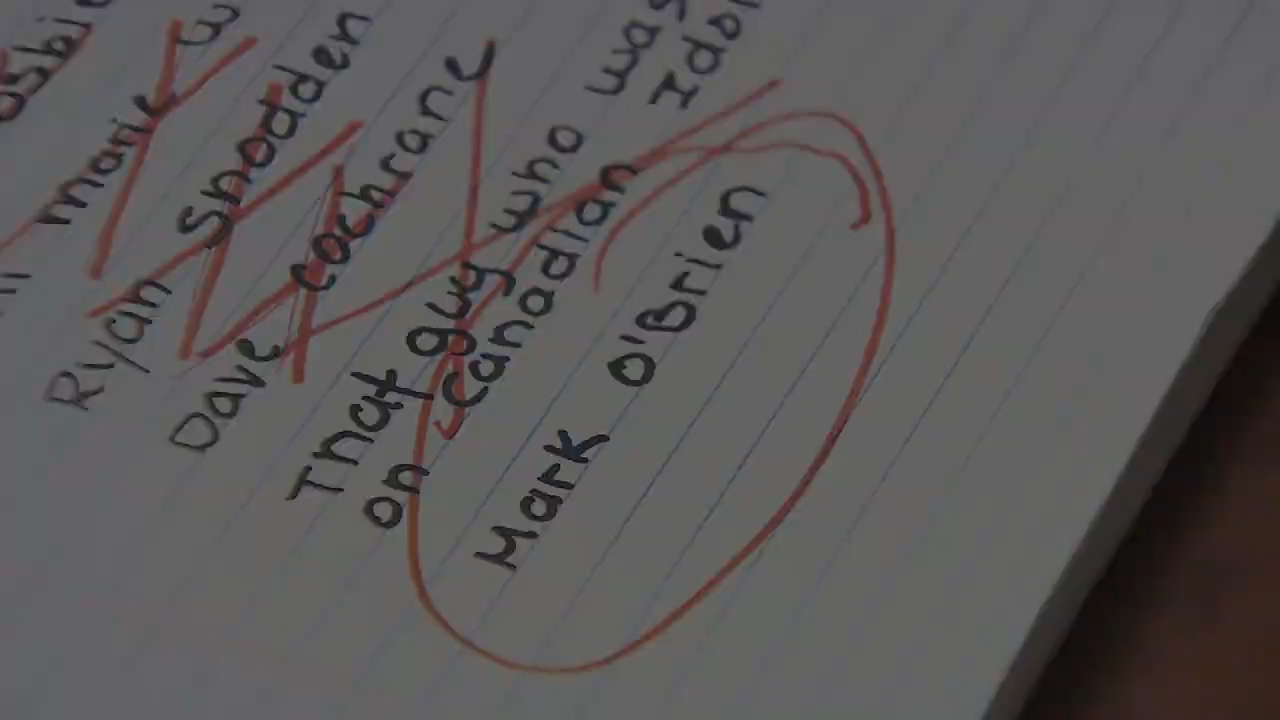 marie
Ryan Snodden
Dave Cochrane
That guy who was
on Canadian Idol
Mark O'Brien